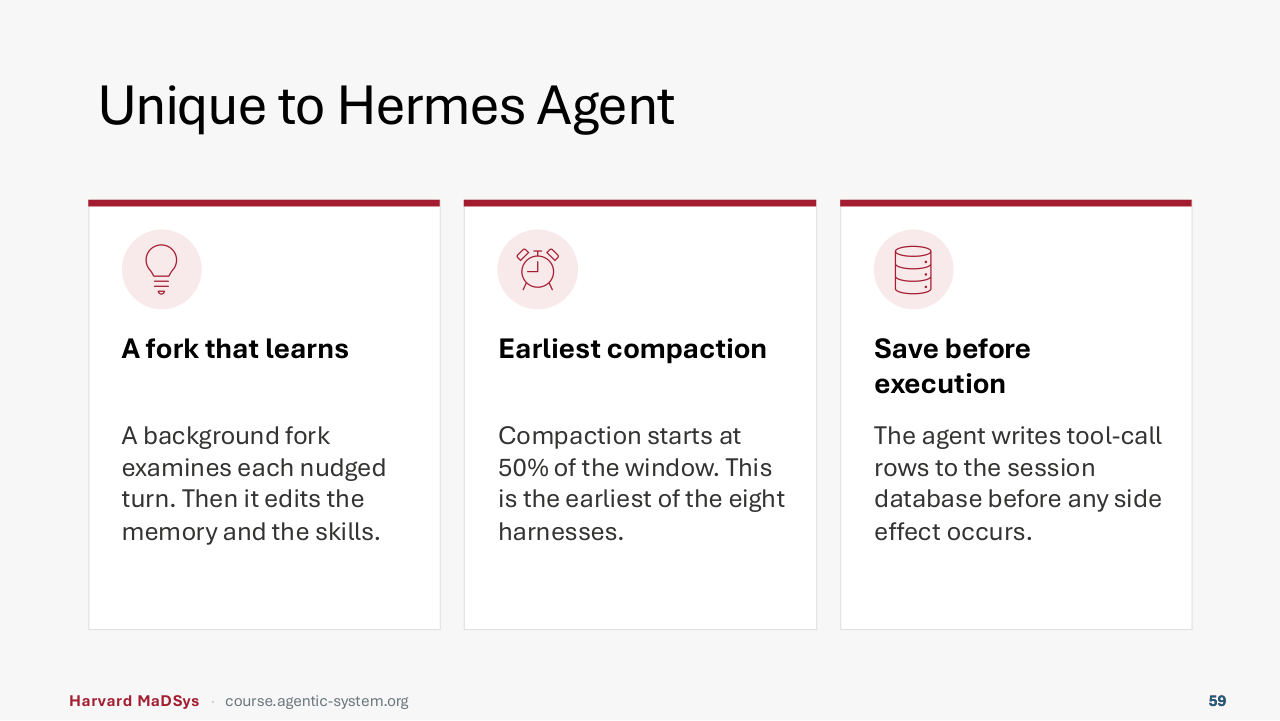 Unique to Hermes Agent
A fork that learns
A background fork
examines each nudged
turn. Then it edits the
memory and the skills.
Earliest compaction
Compaction starts at
50% of the window. This
is the earliest of the eight
harnesses.
Save before
execution
The agent writes tool-call
rows to the session
database before any side
effect occurs.
Harvard MaDSys · course.agentic-system.org
59